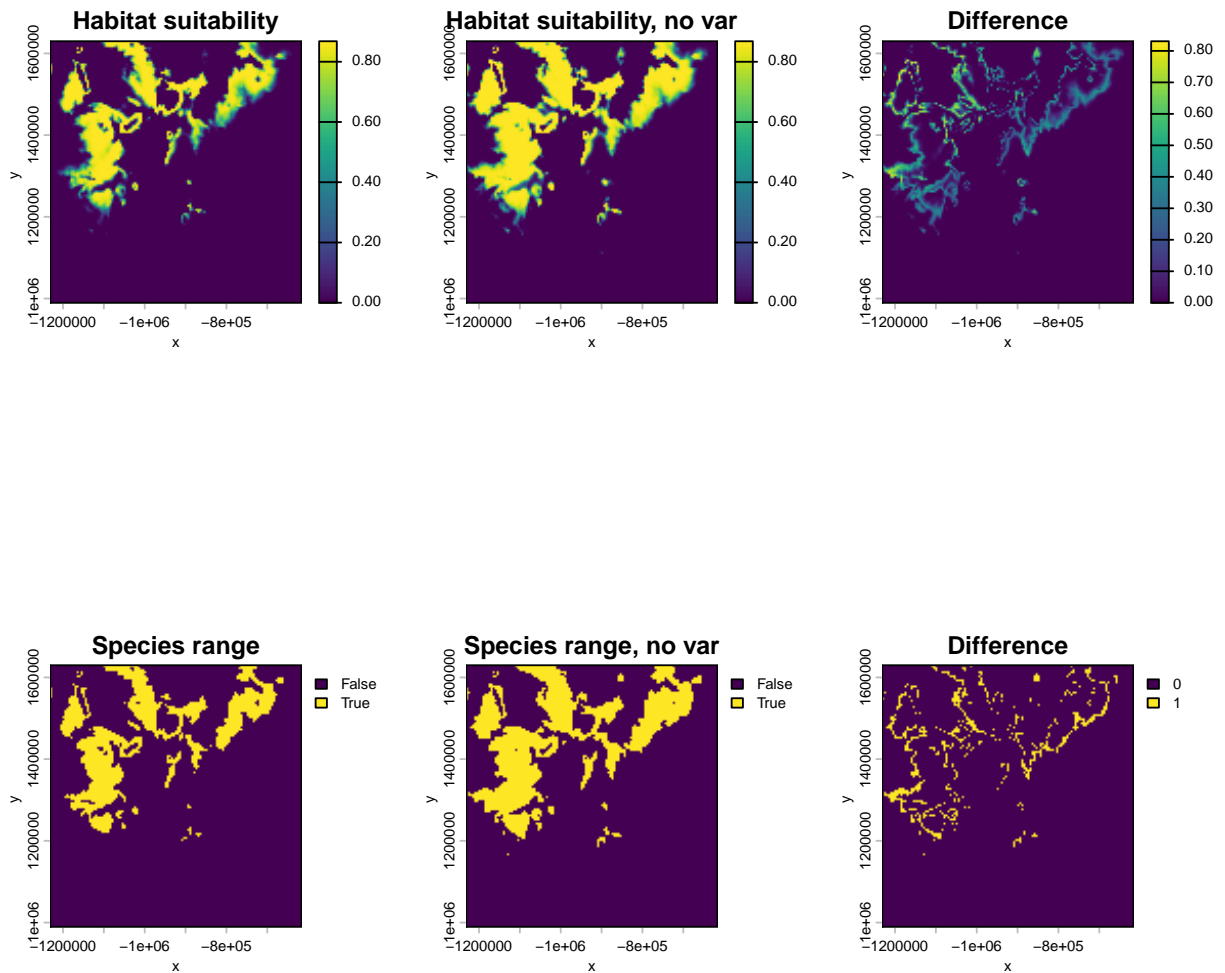 Habitat suitability
Habitat suitability, no var
Difference
1600000
1400000
1200000
1e+06
y
−1200000
−1e+06
−8e+05
x
0.80
0.60
0.40
0.20
0.00
1600000
1400000
1200000
1e+06
y
−1200000
−1e+06
−8e+05
x
0.80
0.60
0.40
0.20
0.00
1600000
1400000
1200000
1e+06
y
−1200000
−1e+06
−8e+05
x
0.80
0.70
0.60
0.50
0.40
0.30
0.20
0.10
0.00
Species range
Species range, no var
Difference
1600000
1400000
1200000
1e+06
y
−1200000
−1e+06
−8e+05
x
False
True
1600000
1400000
1200000
1e+06
y
−1200000
−1e+06
−8e+05
x
False
True
1600000
1400000
1200000
1e+06
y
−1200000
−1e+06
−8e+05
x
0
1